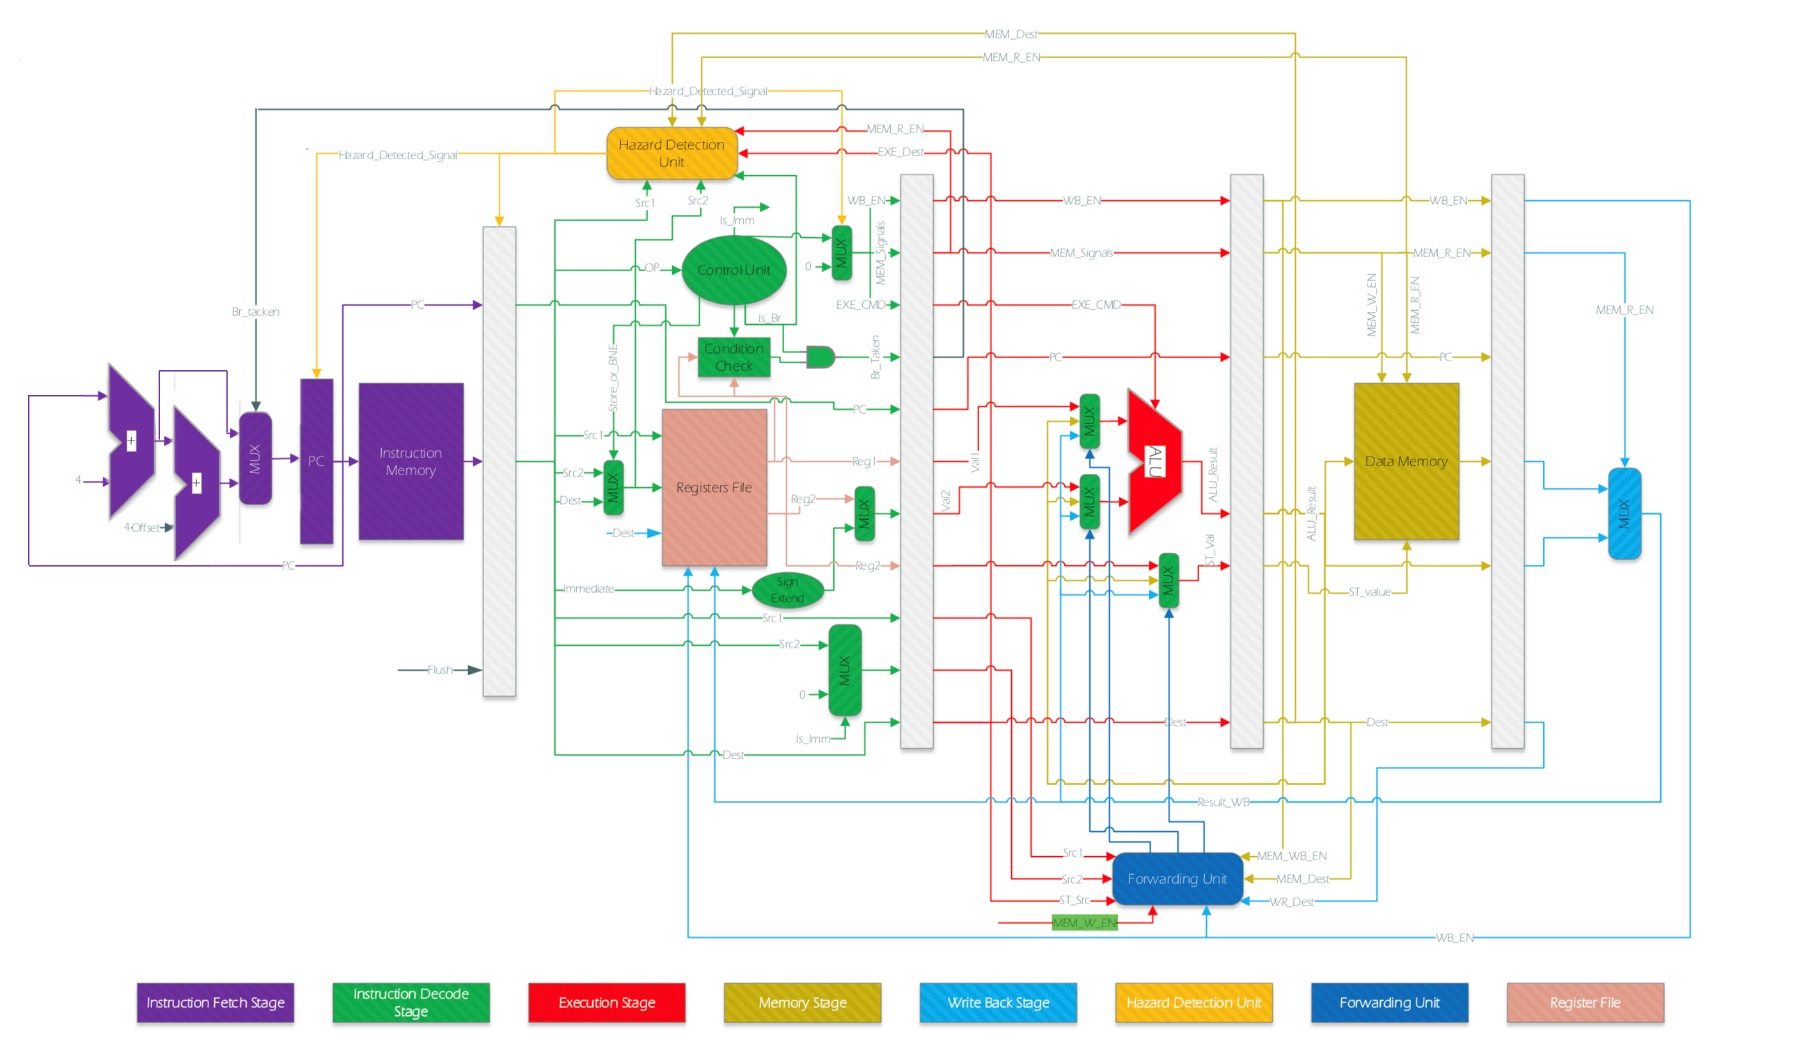 MEM_Dest
MEM_R_EN
Hazard_Detected_Signal
MEM_R_EN
Hazard_Detected_Signal
Hazard Detection
Unit
EXE_Dest
Src1
Src2
WB_EN
WB_EN
WB_EN
Is_Imm
MEM_Signals
MUX
Control Unit
OP
0
MEM_Signals
MEM_R_EN
MEM_W_EN
MEM_R_EN
EXE_CMD
EXE_CMD
MEM_R_EN
Br_tacken
PC
Is_Br
Condition
Check
Br_Taken
PC
PC
Store_or_BNE
PC
+
+
4
4*Offset
MUX
PC
Instruction
Memory
Src1
Src2
Dest
MUX
Registers File
Reg1
Reg2
MUX
Val1
Val2
MUX
MUX
ALU
ALU_Result
ALU_Result
Data Memory
MUX
Dest
PC
Reg2
Immediate
Sign
Extend
ST_Val
MUX
ST_value
Src1
Src2
MUX
0
Flush
Is_Imm
Dest
Dest
Dest
Result_WB
Src1
Src2
ST_Src
MEM_W_EN
Forwarding Unit
MEM_WB_EN
MEM_Dest
WR_Dest
WB_EN
Instruction Fetch Stage
Instruction Decode
Stage
Execution Stage
Memory Stage
Write Back Stage
Hazard Detection Unit
Forwarding Unit
Register File